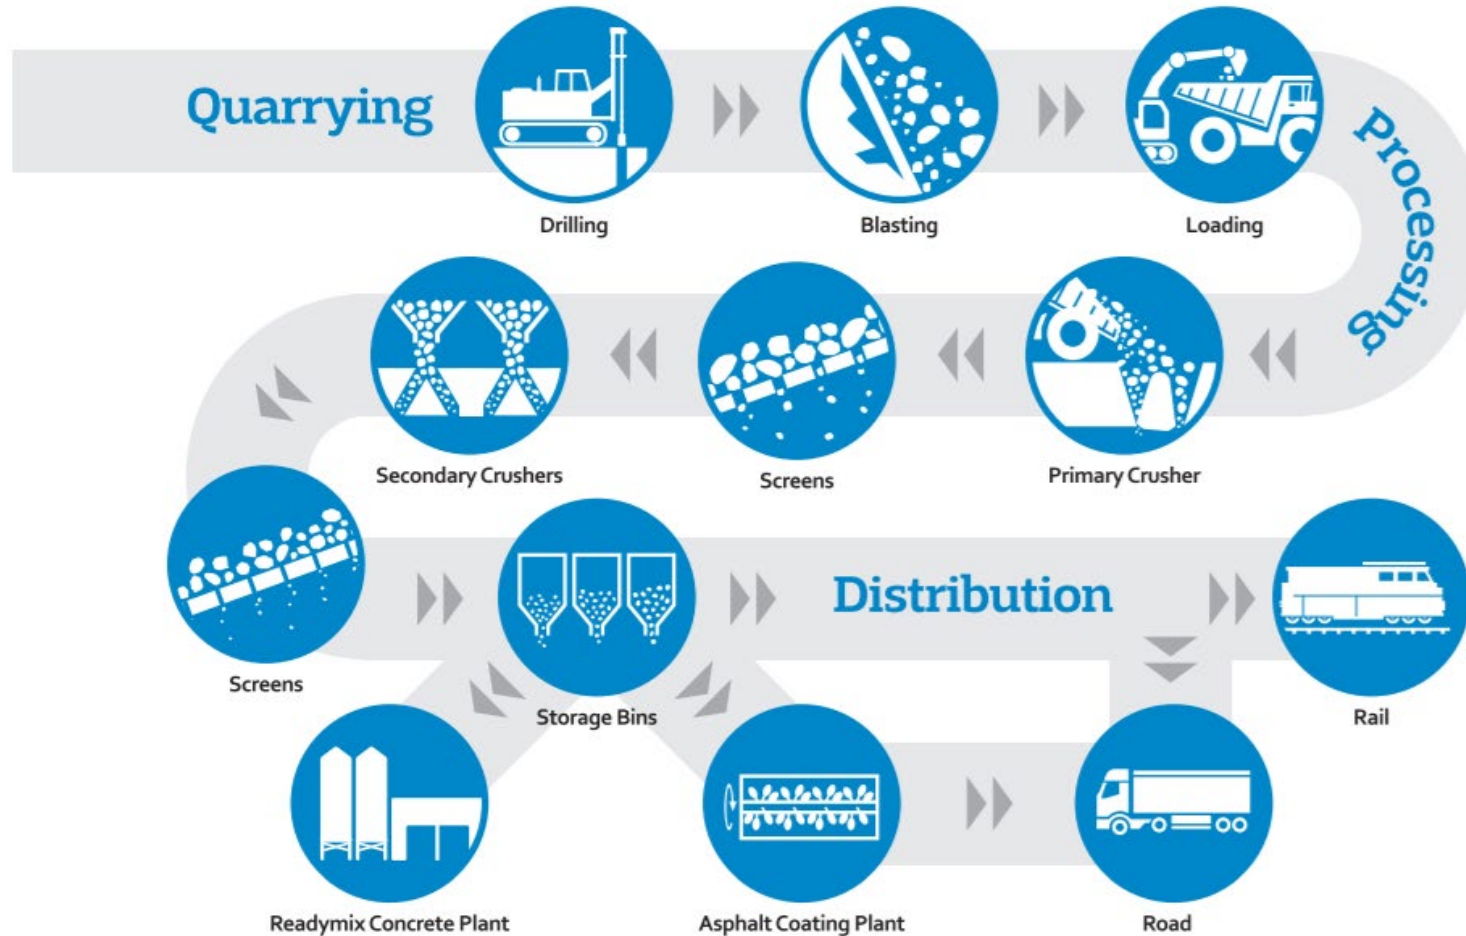 Quarrying
Drilling
Blasting
Loading
Processing
Primary Crusher
Screens
Secondary Crushers
Screens
Storage Bins
Distribution
Rail
Readymix Concrete Plant
Asphalt Coating Plant
Road